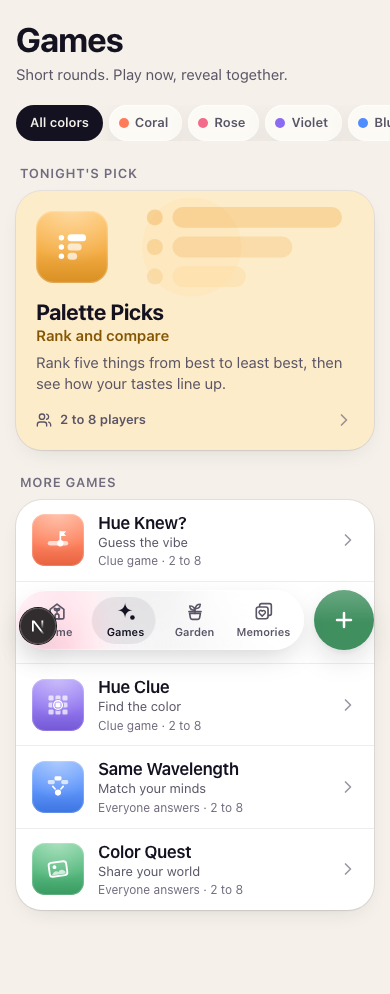 Games
Short rounds. Play now, reveal together.
All colors
Coral
Rose
Violet
TONIGHT'S PICK
Palette Picks
Rank and compare
Rank five things from best to least best, then
see how your tastes line up.
2 to 8 players
MORE GAMES
Hue Knew?
Guess the vibe
Clue game · 2 to 8
N
Games
Garden
Memories
Hue Clue
Find the color
Clue game · 2 to 8
Same Wavelength
Match your minds
Everyone answers · 2 to 8
Color Quest
Share your world
Everyone answers · 2 to 8